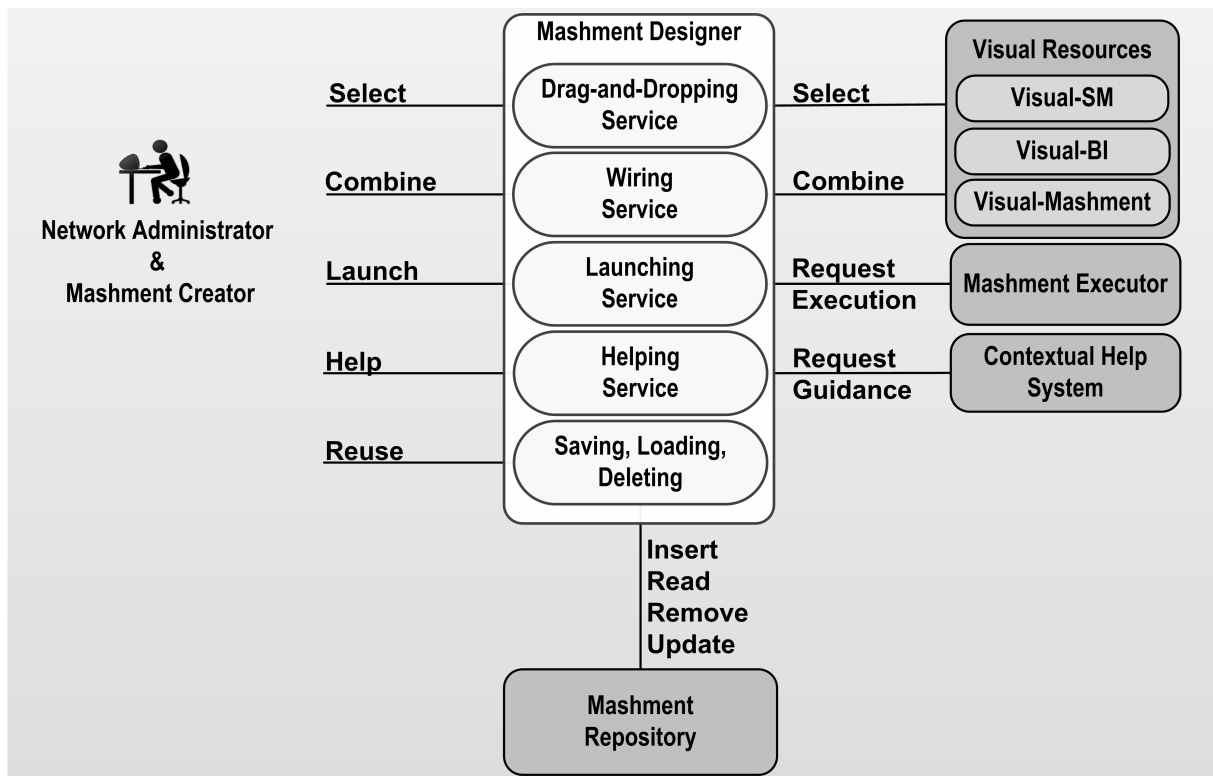 Mashment Designer
Select
Drag-and-Dropping
Service
Select
Visual Resources
Visual-SM
Visual-BI
Visual-Mashment
Combine
Wiring
Service
Combine
Network Administrator
&
Mashment Creator
Launch
Launching
Service
Request
Execution
Mashment Executor
Help
Helping
Service
Request
Guidance
Contextual Help
System
Reuse
Saving, Loading,
Deleting
Insert
Read
Remove
Update
Mashment
Repository